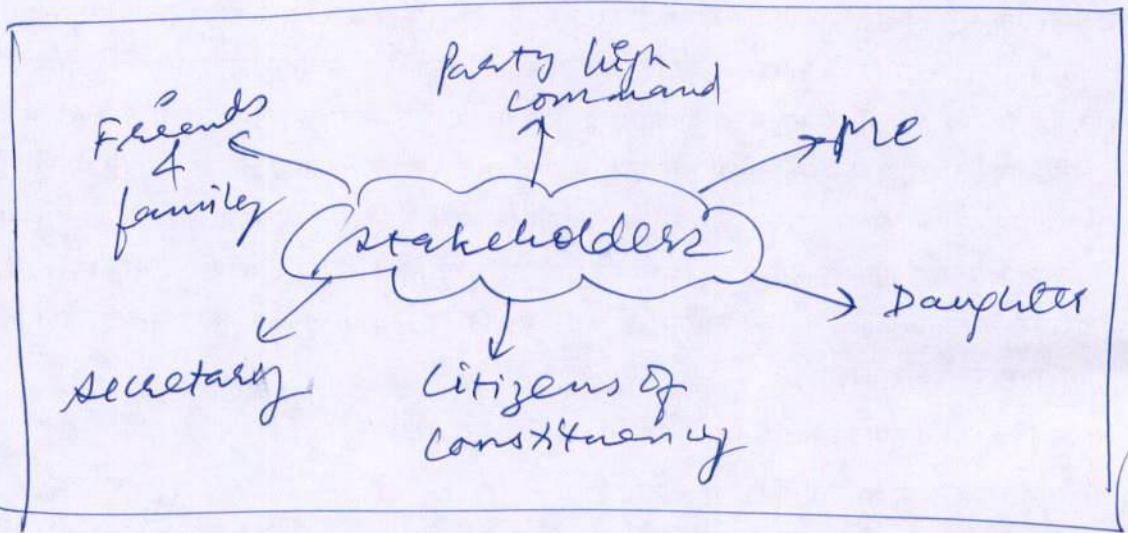 Party high
command
Friends
&
family
Me
stakeholders
Daughter
secretary
Citizens of
constituency